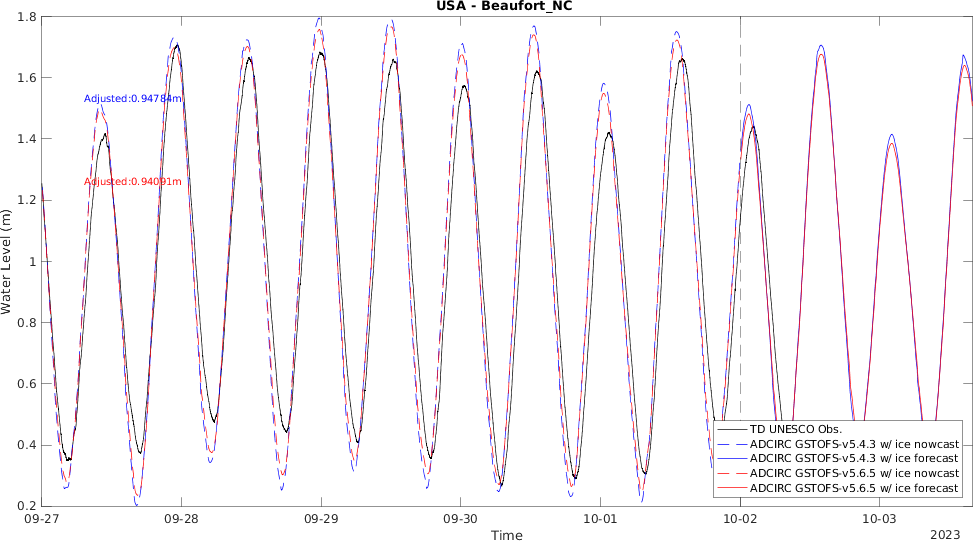 USA - Beaufort_NC
Water Level (m)
1.8
1.6
1.4
1.2
1
0.8
0.6
0.4
0.2
Adjusted:0.94784m
Adjusted:0.94091m
TD UNESCO Obs.
ADCIRC GSTOFS-v5.4.3 w/ ice nowcast
ADCIRC GSTOFS-v5.4.3 w/ ice forecast
ADCIRC GSTOFS-v5.6.5 w/ ice nowcast
ADCIRC GSTOFS-v5.6.5 w/ ice forecast
09-27 09-28 09-29 09-30 10-01 10-02 10-03
Time
2023